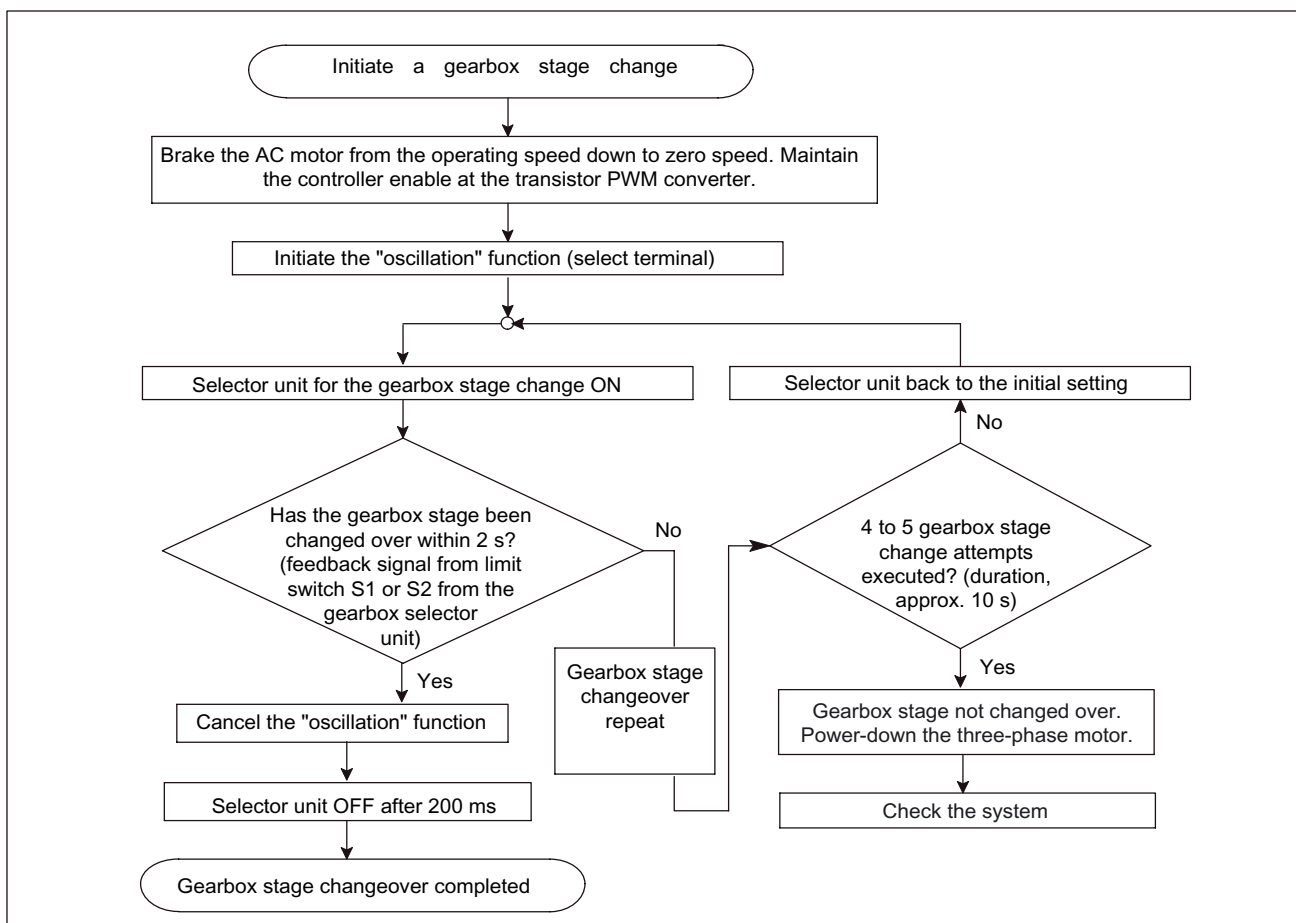 Initiate a gearbox stage change
Brake the AC motor from the operating speed down to zero speed. Maintain
the controller enable at the transistor PWM converter.
Initiate the "oscillation" function (select terminal)
Selector unit for the gearbox stage change ON
Selector unit back to the initial setting
No
Has the gearbox stage been
changed over within 2 s?
(feedback signal from limit
switch S1 or S2 from the
gearbox selector
unit)
No
4 to 5 gearbox stage
change attempts
executed? (duration,
approx. 10 s)
Yes
Yes
Gearbox stage
changeover
repeat
Cancel the "oscillation" function
Gearbox stage not changed over.
Power-down the three-phase motor.
Selector unit OFF after 200 ms
Check the system
Gearbox stage changeover completed